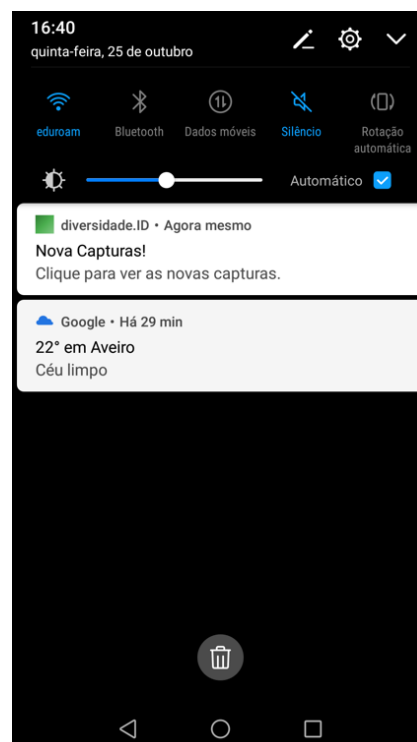 16:40
quinta-feira, 25 de outubro
eduroam
Bluetooth
Dados móveis
Silêncio
Rotação
automática
Automático
diversidade.ID • Agora mesmo
Nova Capturas!
Clique para ver as novas capturas.
Google • Há 29 min
22° em Aveiro
Céu limpo